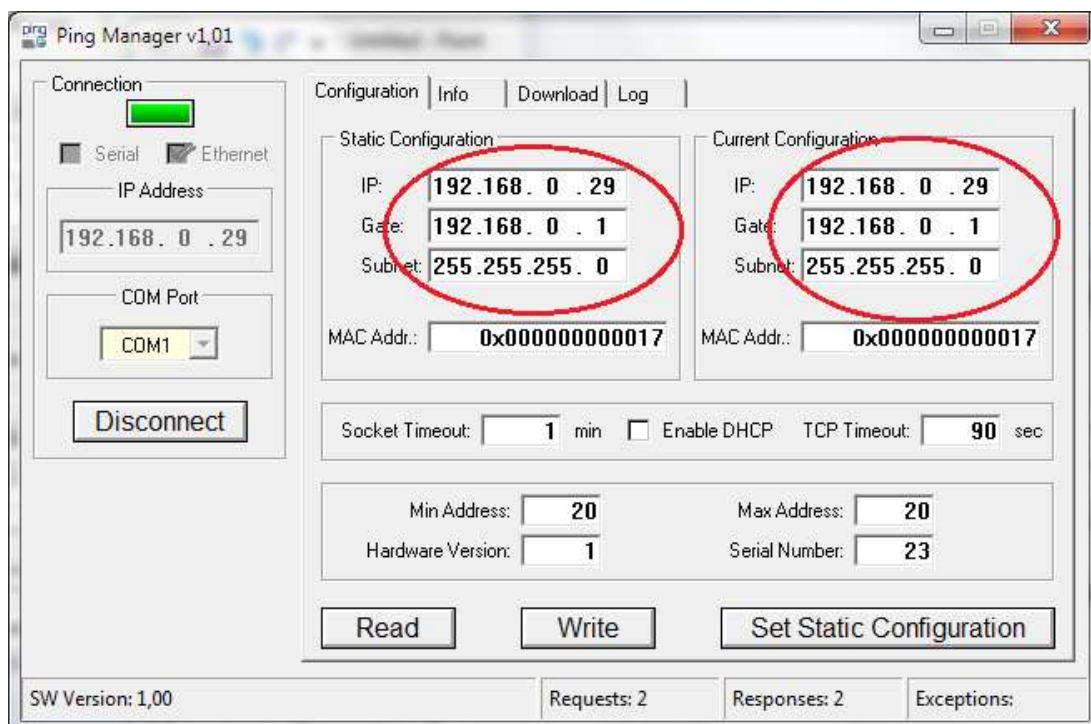 ping
Ping Manager v1,01
Connection
Serial Ethernet
IP Address
192.168. 0 .29
COM Port
COM1
Disconnect
Configuration Info Download Log
Static Configuration
IP: 192.168. 0 .29
Gate: 192.168. 0 . 1
Subnet: 255.255.255. 0
MAC Addr.: 0x000000000017
Current Configuration
IP: 192.168. 0 .29
Gate: 192.168. 0 . 1
Subnet: 255.255.255. 0
MAC Addr.: 0x000000000017
Socket Timeout: 1 min Enable DHCP TCP Timeout: 90 sec
Min Address: 20 Max Address: 20
Hardware Version: 1 Serial Number: 23
Read Write Set Static Configuration
SW Version: 1,00 Requests: 2 Responses: 2 Exceptions: